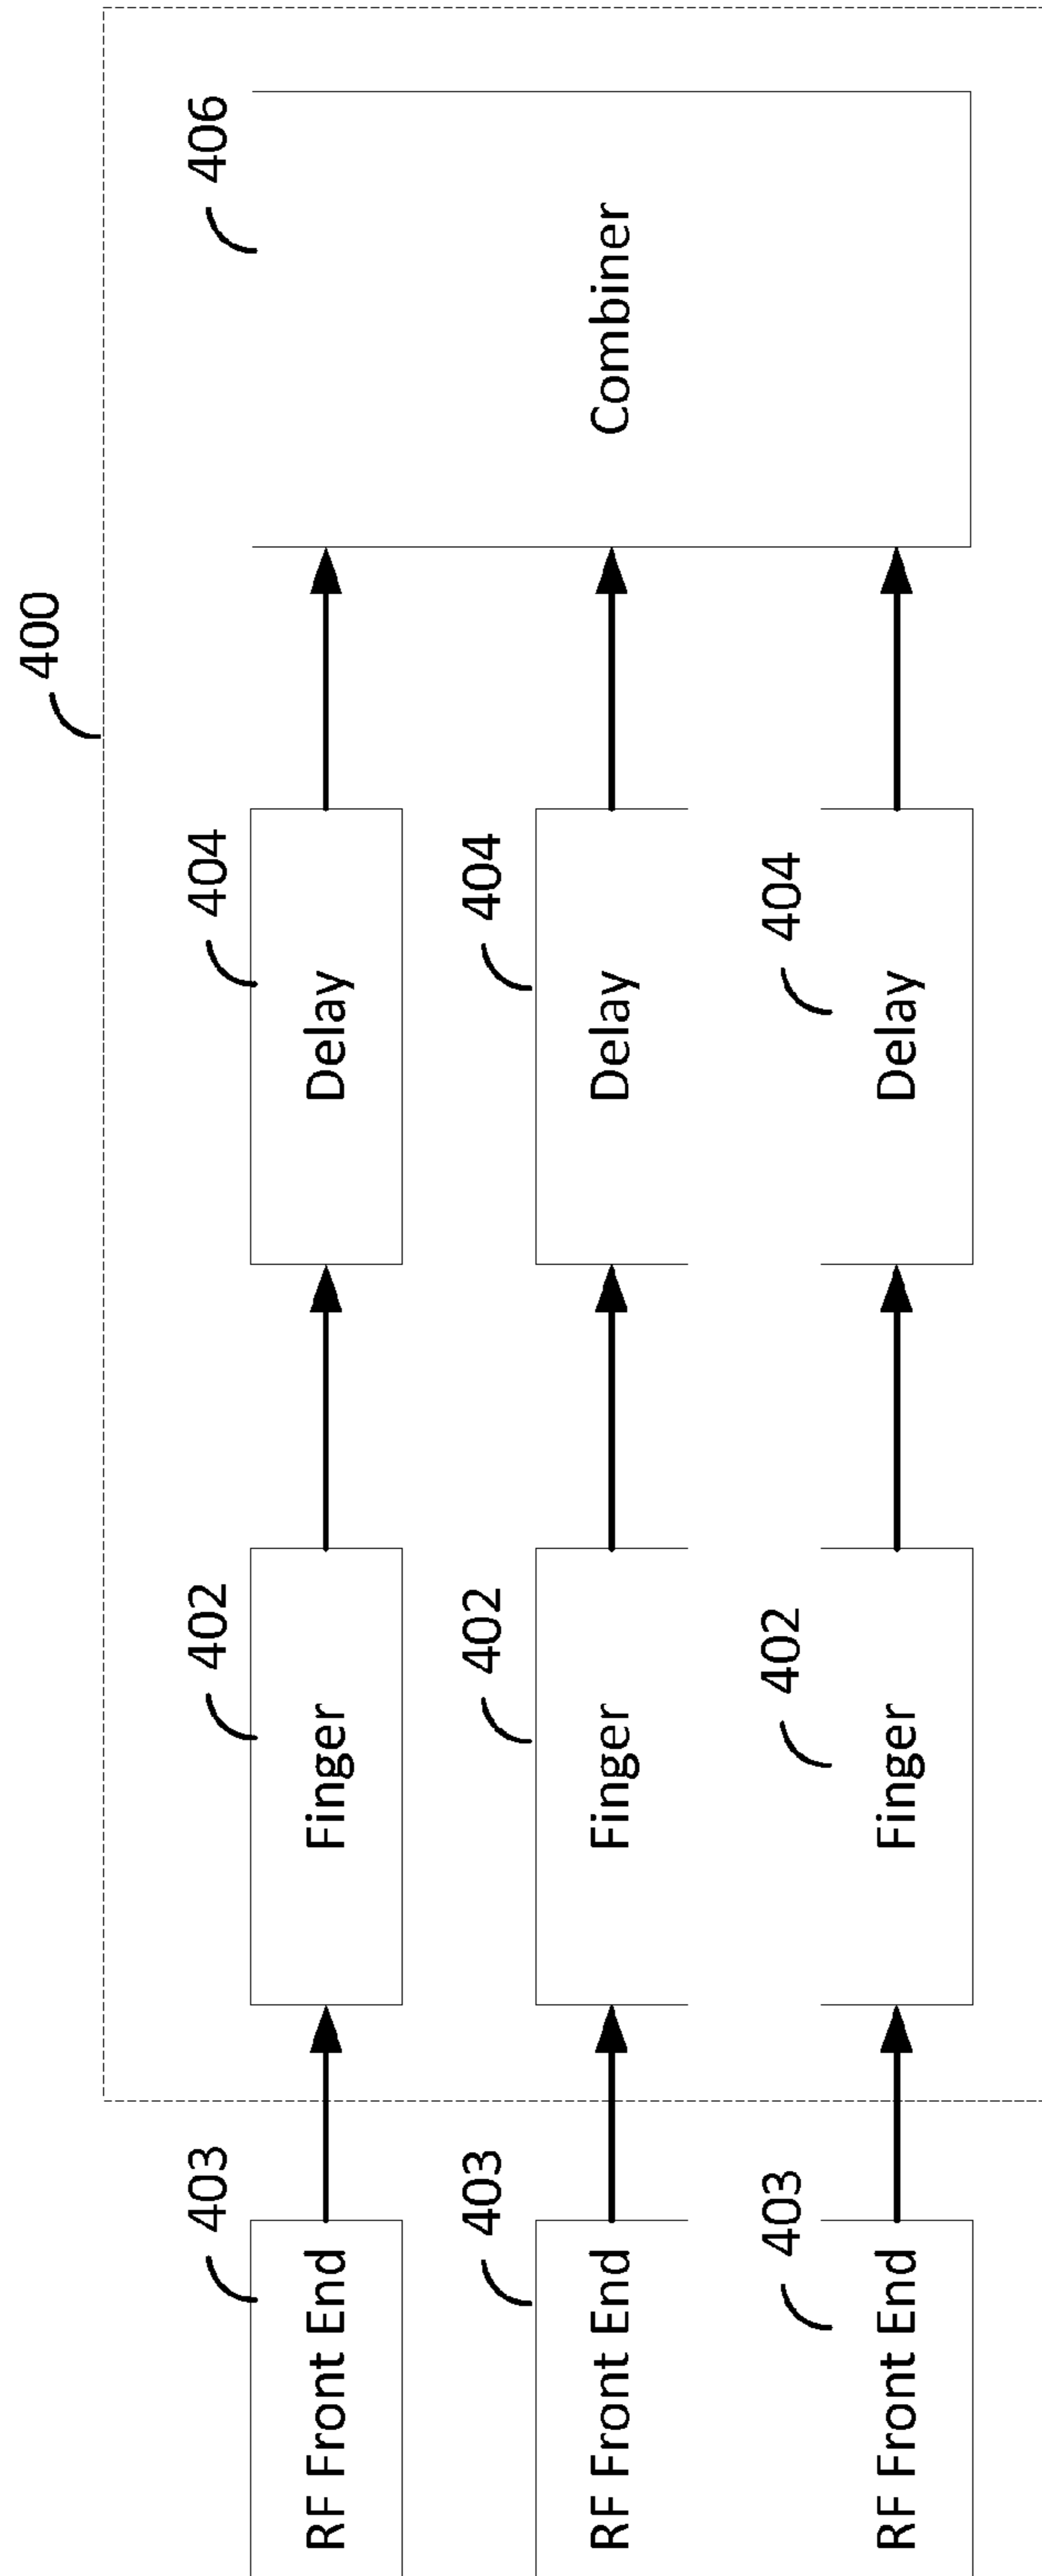 400
403
402
404
406
RF Front End
Finger
Delay
403
402
404
RF Front End
Finger
Delay
Combiner
403
402
404
RF Front End
Finger
Delay